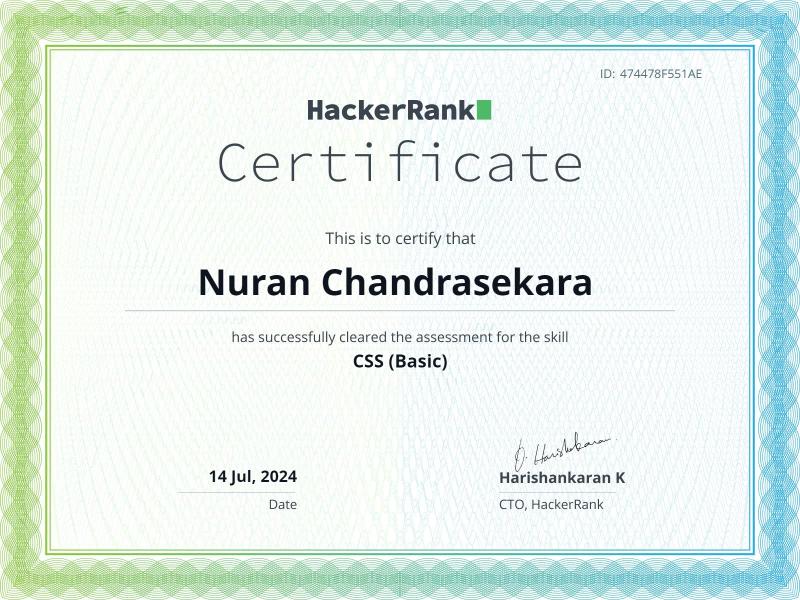 ID: 474478F551AE
HackerRank
Certificate
This is to certify that
Nuran Chandrasekara
has successfully cleared the assessment for the skill
CSS (Basic)
14 Jul, 2024
Date
Harishankaran K
CTO, HackerRank